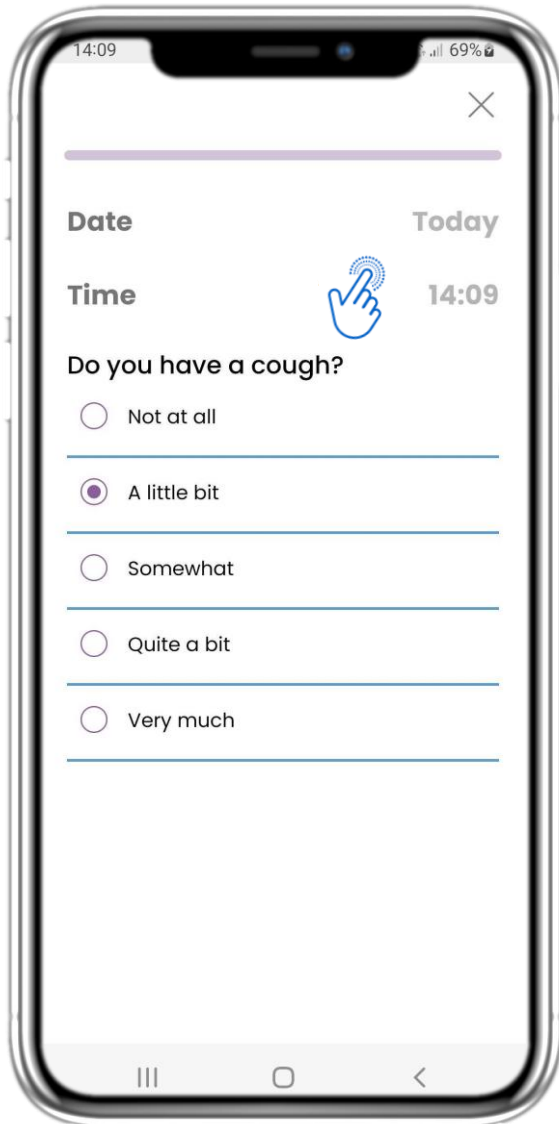 14:09 69%
Date Today
Time 14:09
Do you have a cough?
Not at all
A little bit
Somewhat
Quite a bit
Very much